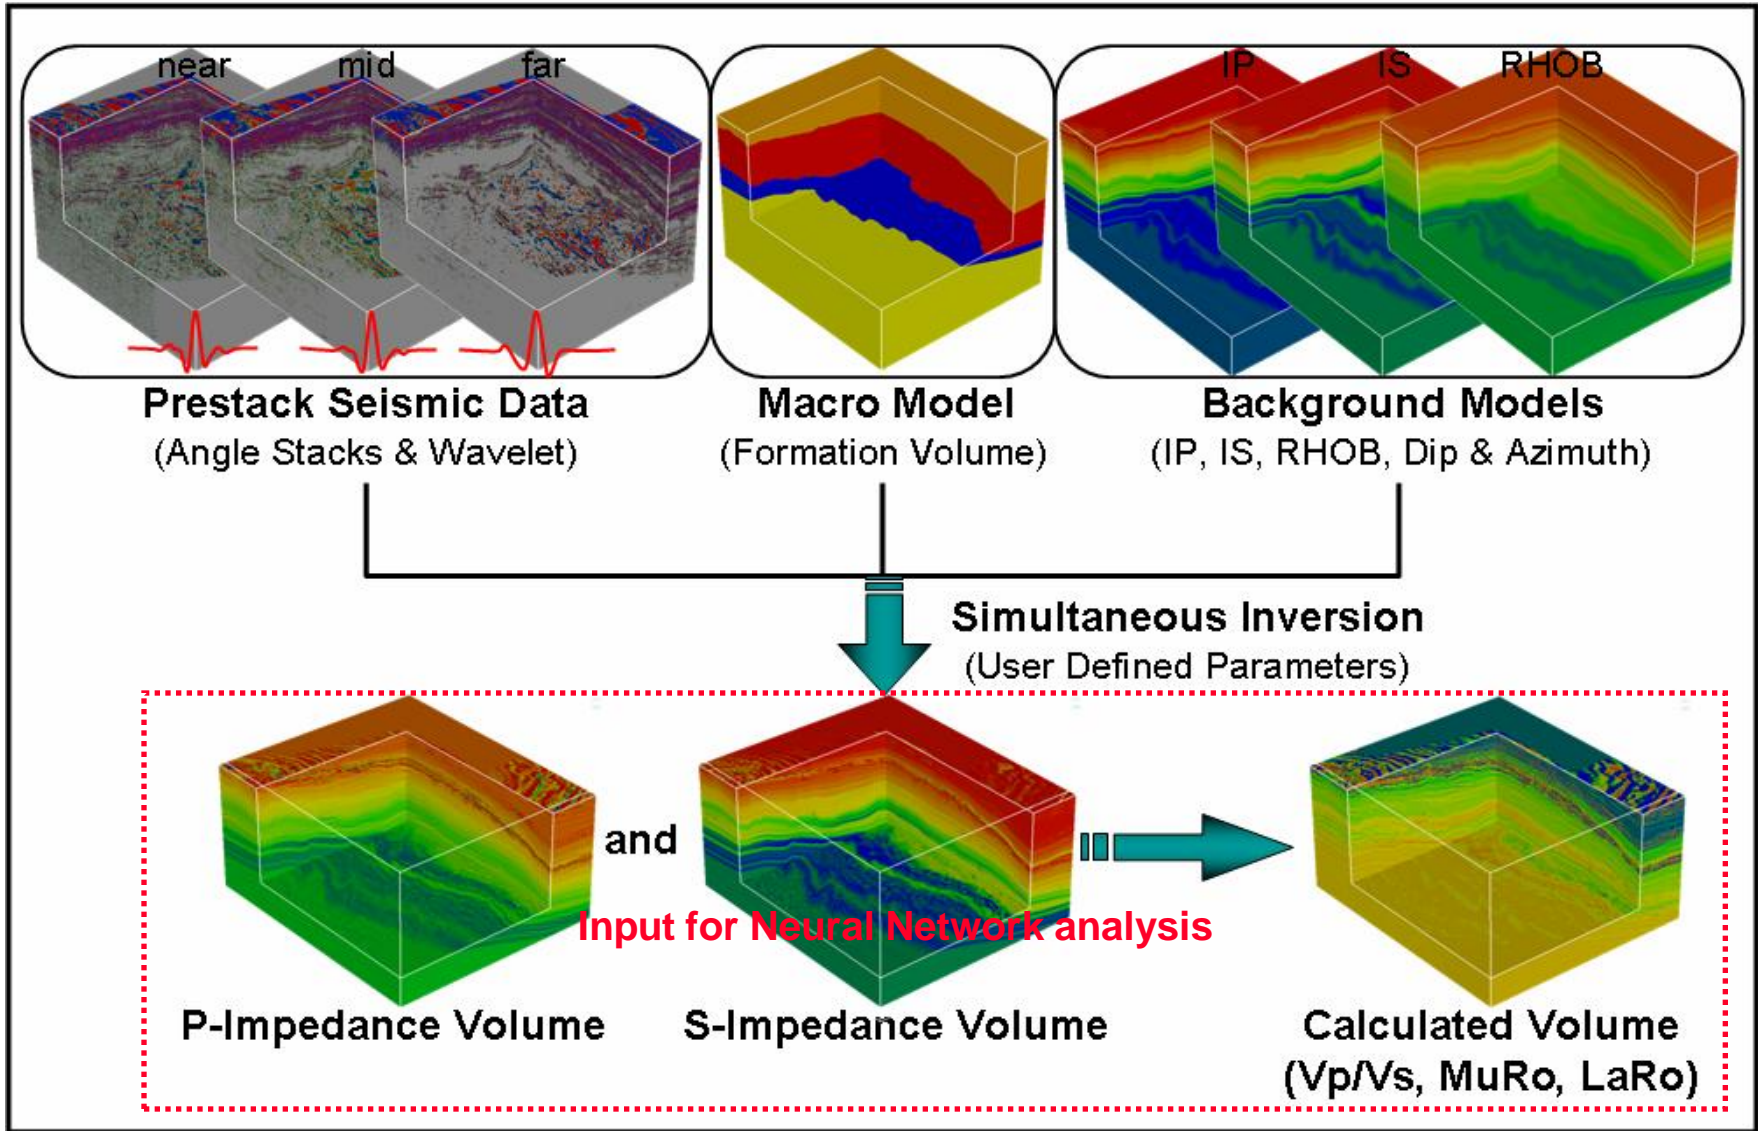 near
mid
far
IP
IS
RHOB
Prestack Seismic Data
(Angle Stacks & Wavelet)
Macro Model
(Formation Volume)
Background Models
(IP, IS, RHOB, Dip & Azimuth)
Simultaneous Inversion
(User Defined Parameters)
and
Input for Neural Network analysis
P-Impedance Volume
S-Impedance Volume
Calculated Volume
(Vp/Vs, MuRo, LaRo)